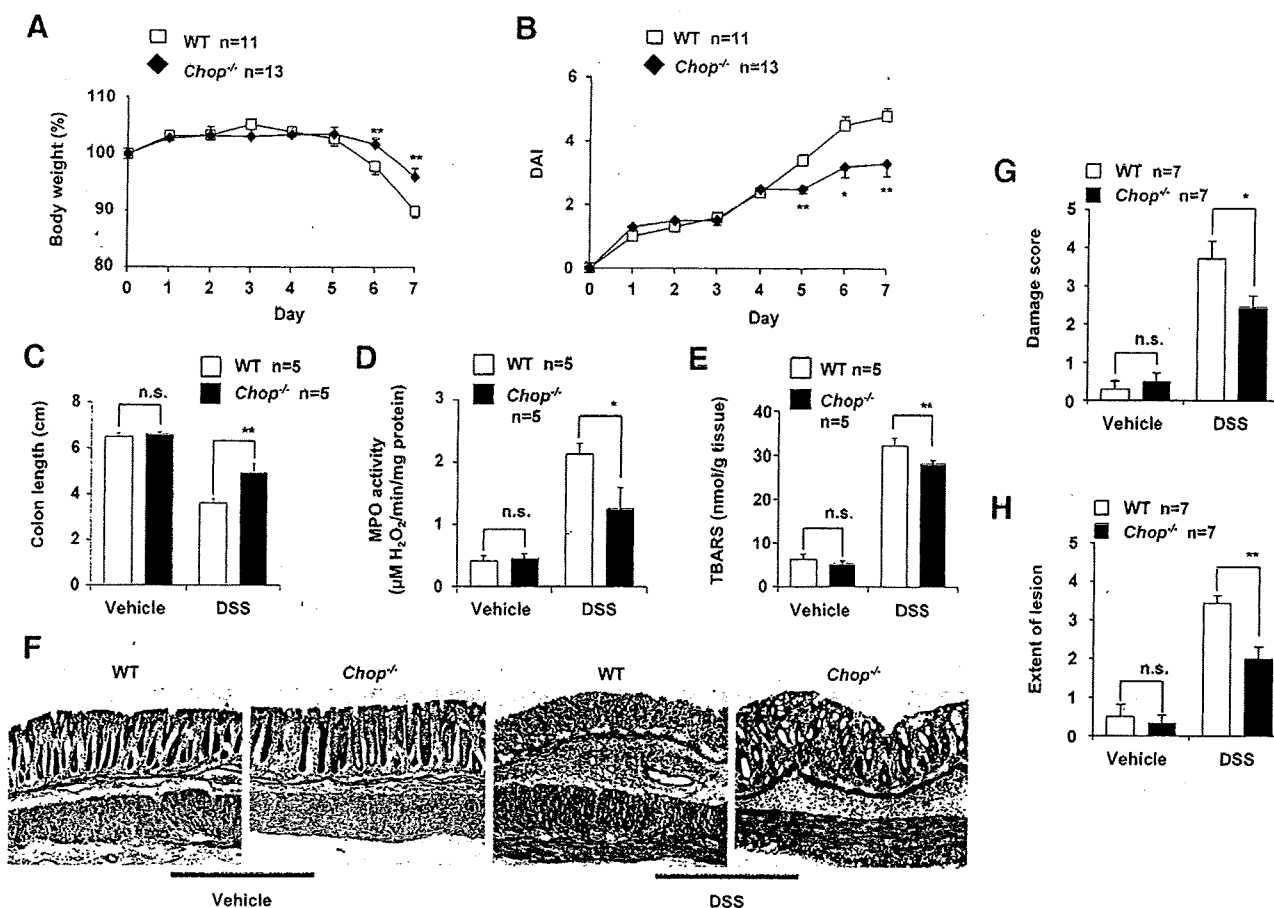 A
WT n=11
Chop-/- n=13
Body weight (%)
110
100
90
80
**
**
0 1 2 3 4 5 6 7
Day
B
WT n=11
Chop-/- n=13
DAI
6
4
2
0
** * **
0 1 2 3 4 5 6 7
Day
C
WT n=5
Chop-/- n=5
Colon length (cm)
8
6
4
2
0
n.s.
**
Vehicle DSS
D
WT n=5
Chop-/-
n=5
MPO activity
(µM H2O2/min/mg protein)
3
2
1
0
n.s.
*
Vehicle DSS
E
WT n=5
Chop-/-
n=5
TBARS (nmol/g tissue)
40
30
20
10
0
n.s.
**
Vehicle DSS
F
WT Chop-/- WT Chop-/-
Vehicle DSS
G
WT n=7
Chop-/- n=7
Damage score
5
4
3
2
1
0
n.s.
*
Vehicle DSS
H
WT n=7
Chop-/- n=7
Extent of lesion
5
4
3
2
1
0
n.s.
**
Vehicle DSS